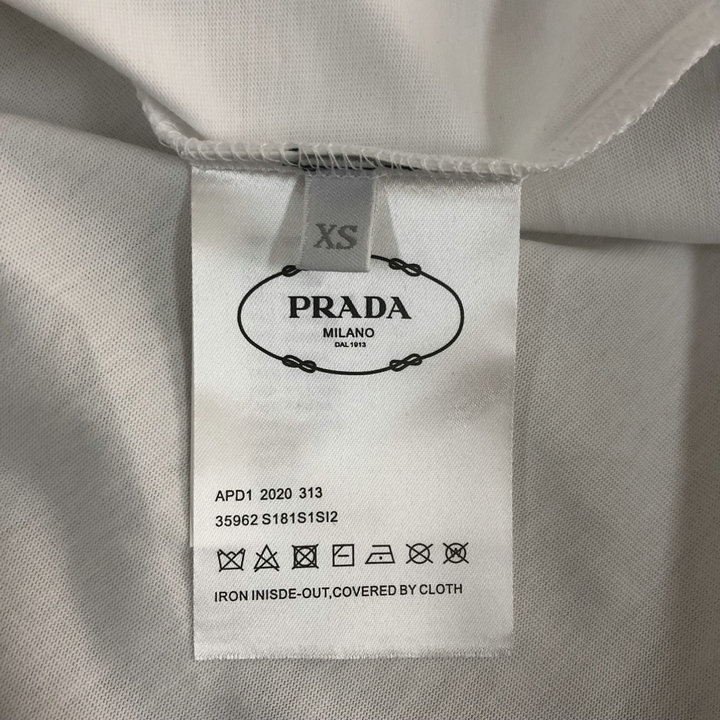 XS
PRADA
MILANO
DAL 1913
APD1 2020 313
35962 S181S1SI2
IRON INISDE-OUT,COVERED BY CLOTH